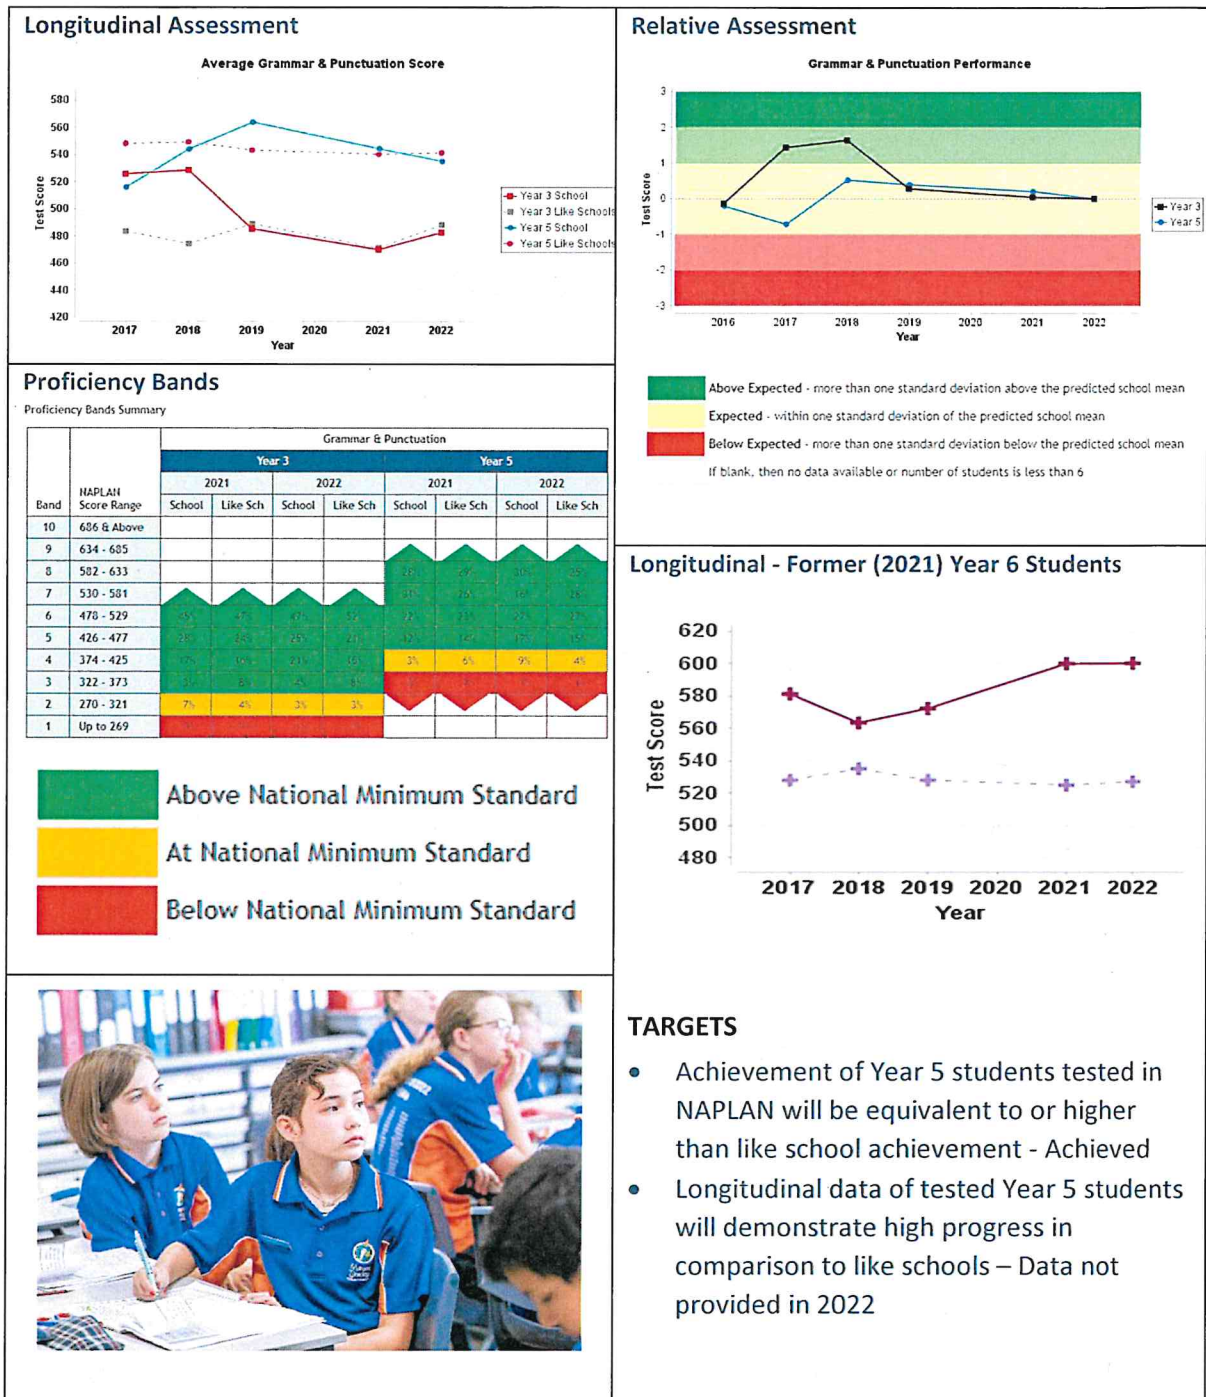 Longitudinal Assessment
Average Grammar & Punctuation Score
Test Score
580
560
540
520
500
480
460
440
420
2017 2018 2019 2020 2021 2022
Year
Year 3 School
Year 3 Like Schools
Year 5 School
Year 5 Like Schools
Relative Assessment
Grammar & Punctuation Performance
Test Score
3
2
1
0
-1
-2
-3
2016 2017 2018 2019 2020 2021 2022
Year
Year 3
Year 5
Above Expected - more than one standard deviation above the predicted school mean
Expected - within one standard deviation of the predicted school mean
Below Expected - more than one standard deviation below the predicted school mean
If blank, then no data available or number of students is less than 6
Proficiency Bands
Proficiency Bands Summary
Grammar & Punctuation
Year 3 Year 5
2021 2022 2021 2022
Band NAPLAN Score Range School Like Sch School Like Sch School Like Sch School Like Sch
10 686 & Above
9 634 - 685
8 582 - 633
7 530 - 581
6 478 - 529
5 426 - 477
4 374 - 425 3% 6% 9% 4%
3 322 - 373
2 270 - 321 7% 4% 3% 3%
1 Up to 269
Above National Minimum Standard
At National Minimum Standard
Below National Minimum Standard
Longitudinal - Former (2021) Year 6 Students
Test Score
620
600
580
560
540
520
500
480
2017 2018 2019 2020 2021 2022
Year
TARGETS
• Achievement of Year 5 students tested in
NAPLAN will be equivalent to or higher
than like school achievement - Achieved
• Longitudinal data of tested Year 5 students
will demonstrate high progress in
comparison to like schools – Data not
provided in 2022